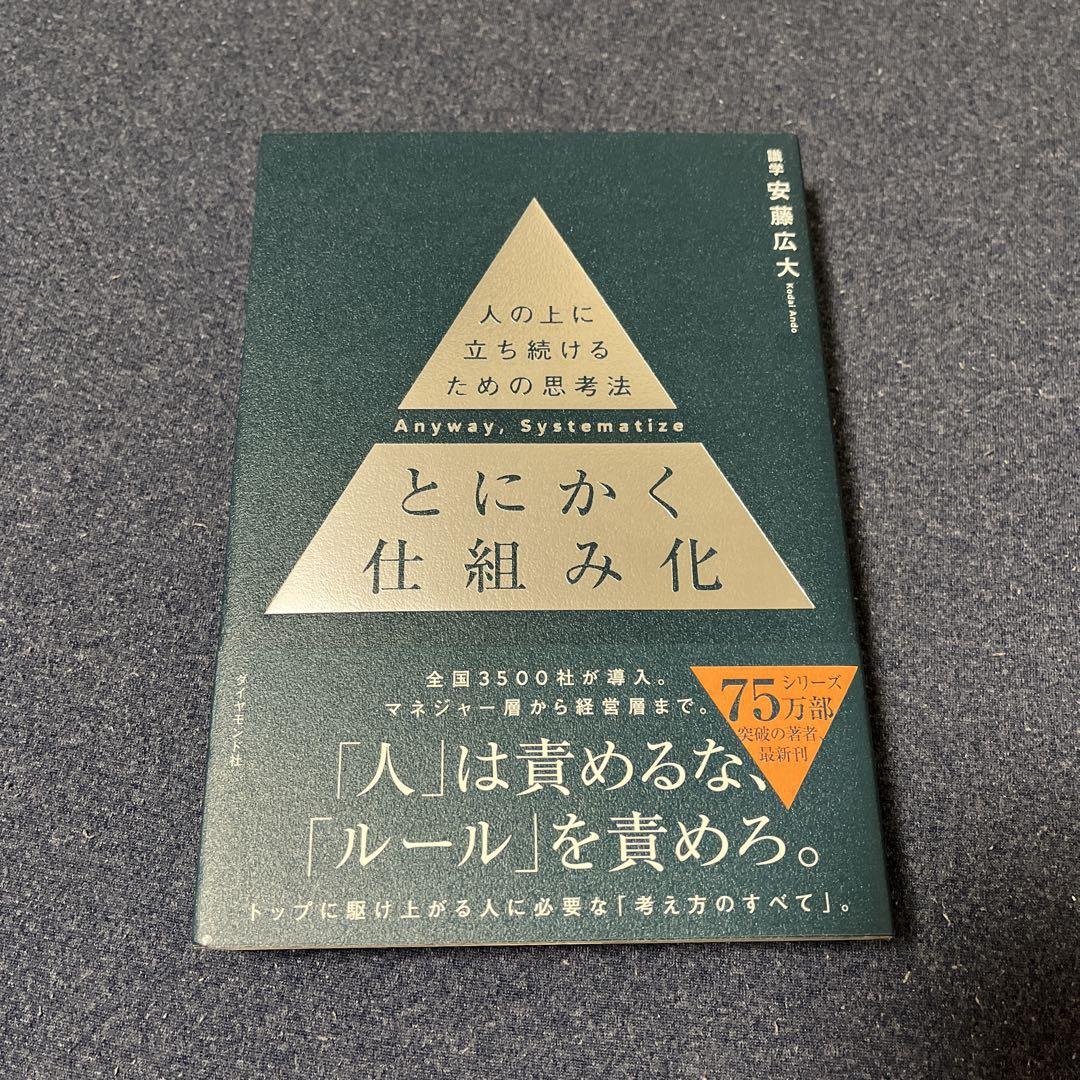 識学 安藤広大
Kodai Ando
人の上に
立ち続ける
ための思考法
Anyway, Systematize
とにかく
仕組み化
全国3500社が導入。
マネジャー層から経営層まで。
シリーズ
75万部
突破の著者、
最新刊
「人」は責めるな、
「ルール」を責めろ。
トップに駆け上がる人に必要な「考え方のすべて」。
ダイヤモンド社